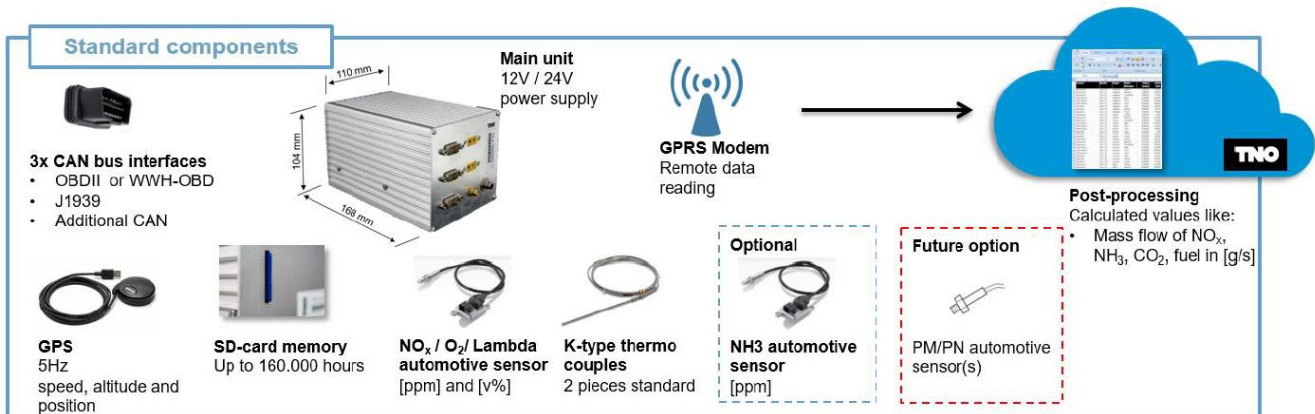 Standard components
110 mm
104 mm
168 mm
TNO
Main unit
12V / 24V
power supply
GPRS Modem
Remote data
reading
TNO
3x CAN bus interfaces
• OBDII or WWH-OBD
• J1939
• Additional CAN
Post-processing
Calculated values like:
• Mass flow of NOx,
NH3, CO2, fuel in [g/s]
GPS
5Hz
speed, altitude and
position
SD-card memory
Up to 160.000 hours
NOx / O2/ Lambda
automotive sensor
[ppm] and [v%]
K-type thermo
couples
2 pieces standard
Optional
NH3 automotive
sensor
[ppm]
Future option
PM/PN automotive
sensor(s)